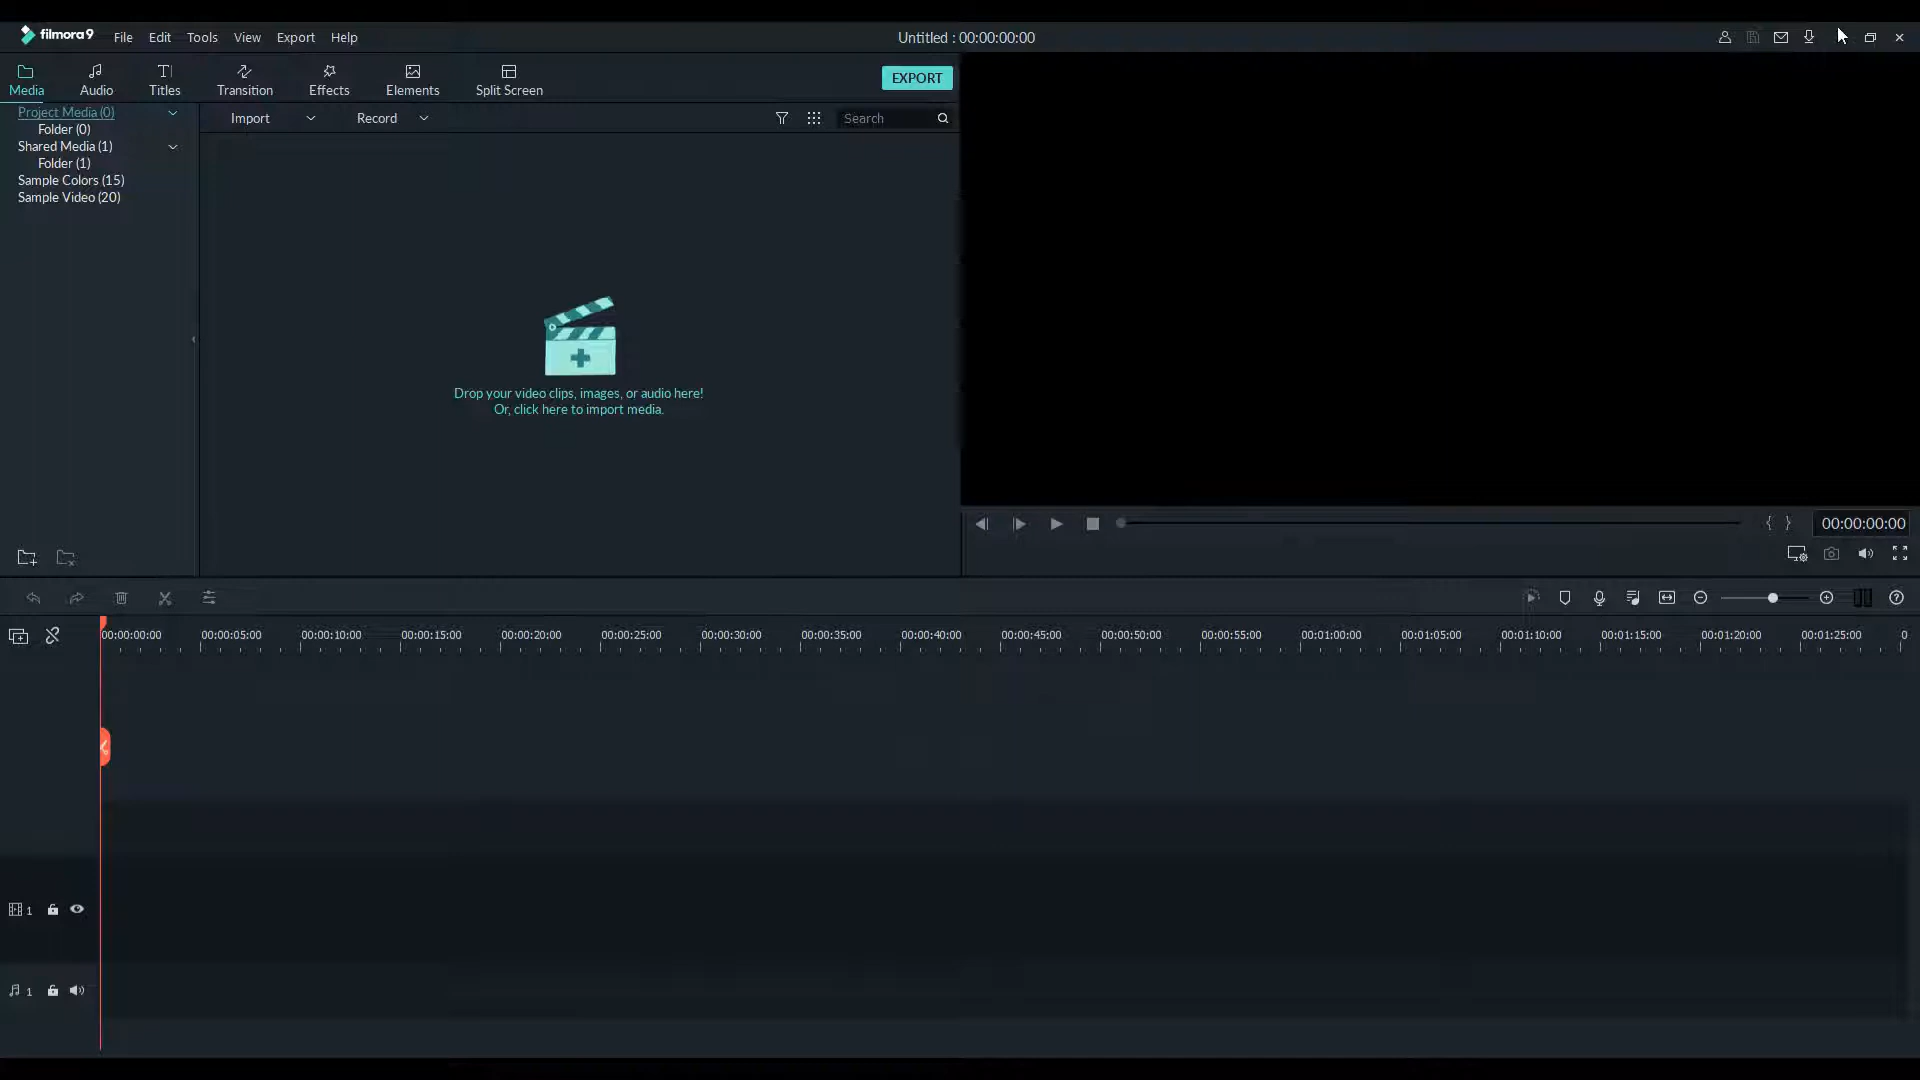 filmora9 File Edit Tools View Export Help Untitled : 00:00:00:00
Media Audio Titles Transition Effects Elements Split Screen EXPORT
Project Media (0)
Folder (0)
Shared Media (1)
Folder (1)
Sample Colors (15)
Sample Video (20)
Import Record Search
Drop your video clips, images, or audio here!
Or, click here to import media.
{ } 00:00:00:00
00:00:00:00 00:00:05:00 00:00:10:00 00:00:15:00 00:00:20:00 00:00:25:00 00:00:30:00 00:00:35:00 00:00:40:00 00:00:45:00 00:00:50:00 00:00:55:00 00:01:00:00 00:01:05:00 00:01:10:00 00:01:15:00 00:01:20:00 00:01:25:00 0
1
1